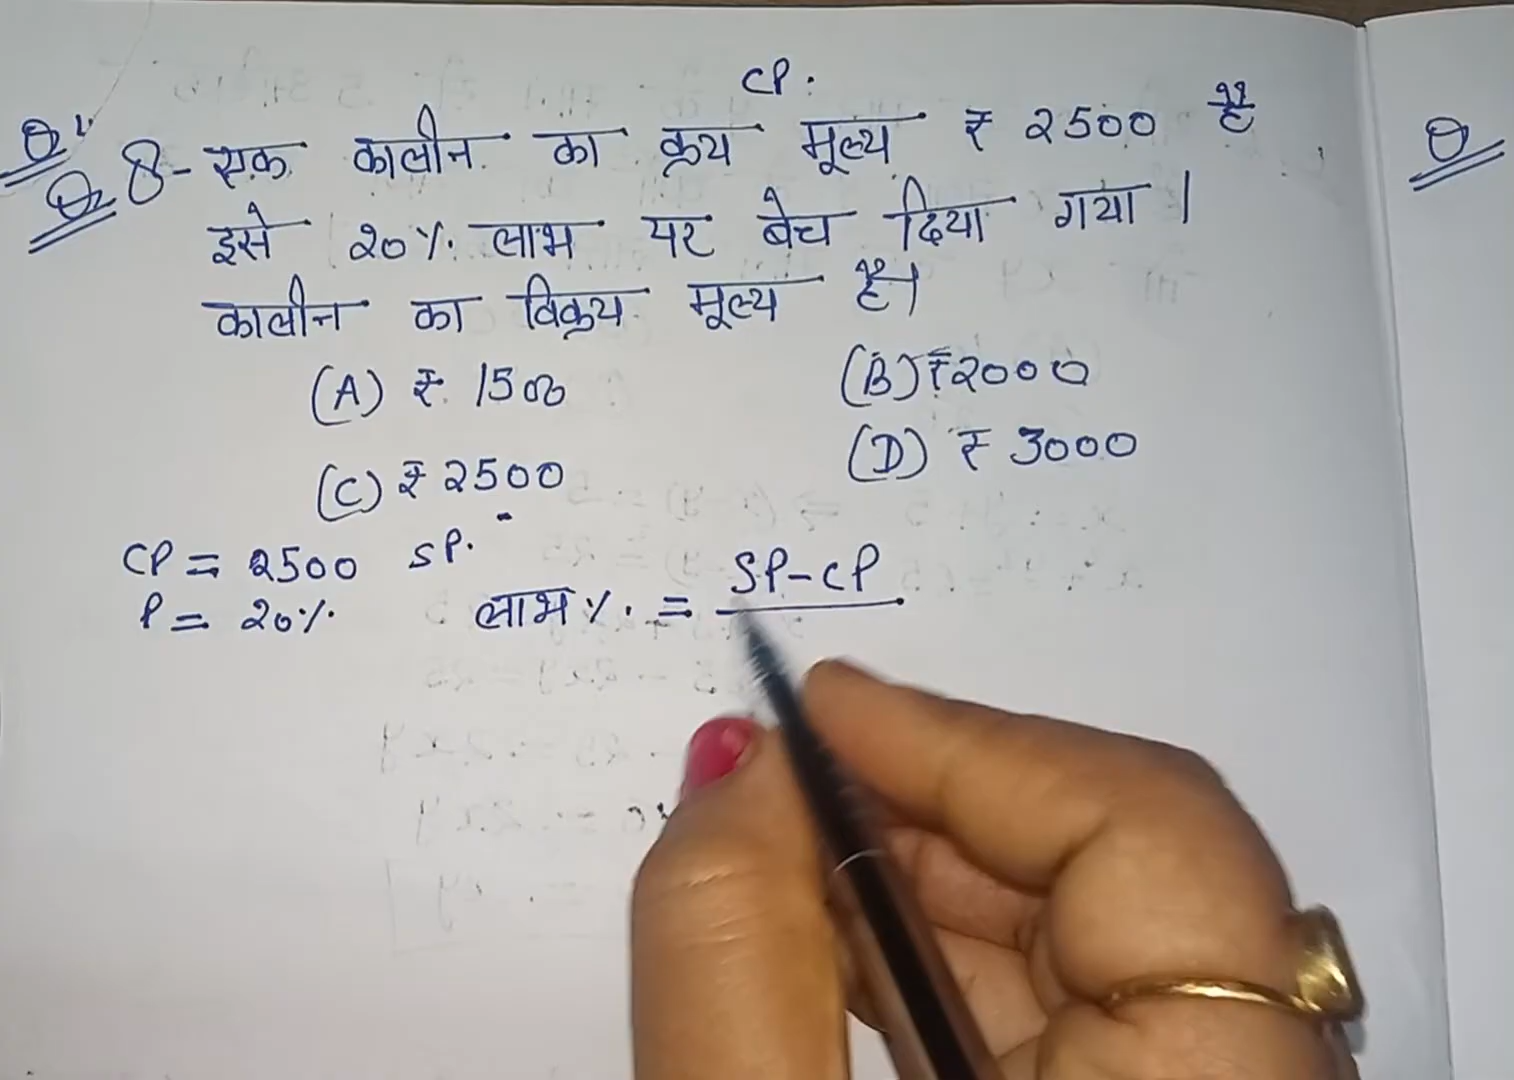 CP.
Q.
Q. 8- एक कालीन का क्रय मूल्य ₹ 2500 है
इसे 20%. लाभ पर बेच दिया गया।
कालीन का विक्रय मूल्य है।
(A) ₹ 1500
(B) ₹2000
(C) ₹ 2500
(D) ₹ 3000
CP = 2500 SP.
P = 20%.
लाभ %. = SP-CP
Q